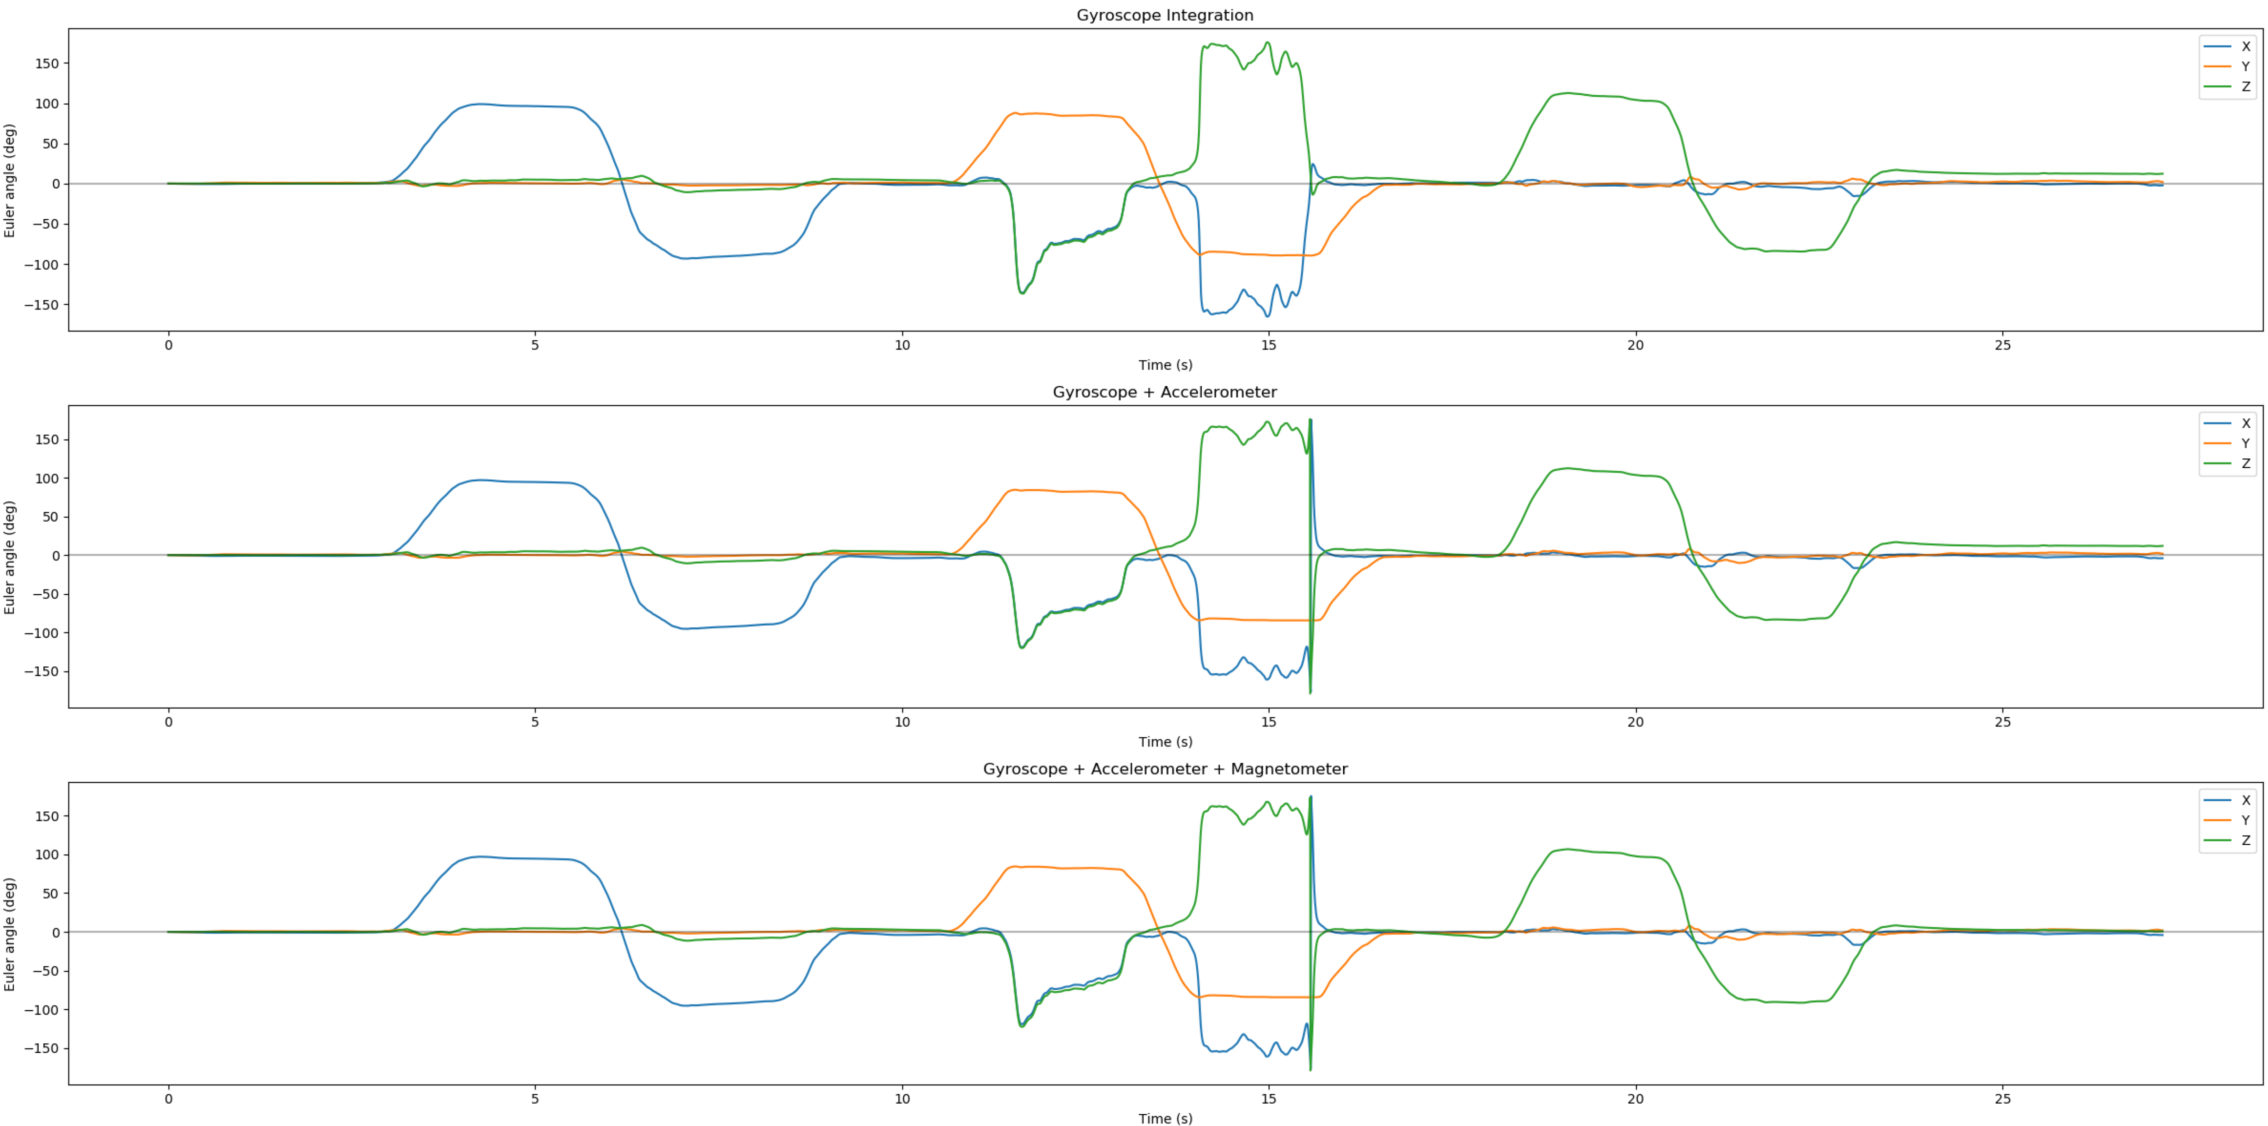 Gyroscope Integration
Euler angle (deg)
150
100
50
0
−50
−100
−150
X
Y
Z
0 5 10 15 20 25
Time (s)
Gyroscope + Accelerometer
Euler angle (deg)
150
100
50
0
−50
−100
−150
X
Y
Z
0 5 10 15 20 25
Time (s)
Gyroscope + Accelerometer + Magnetometer
Euler angle (deg)
150
100
50
0
−50
−100
−150
X
Y
Z
0 5 10 15 20 25
Time (s)